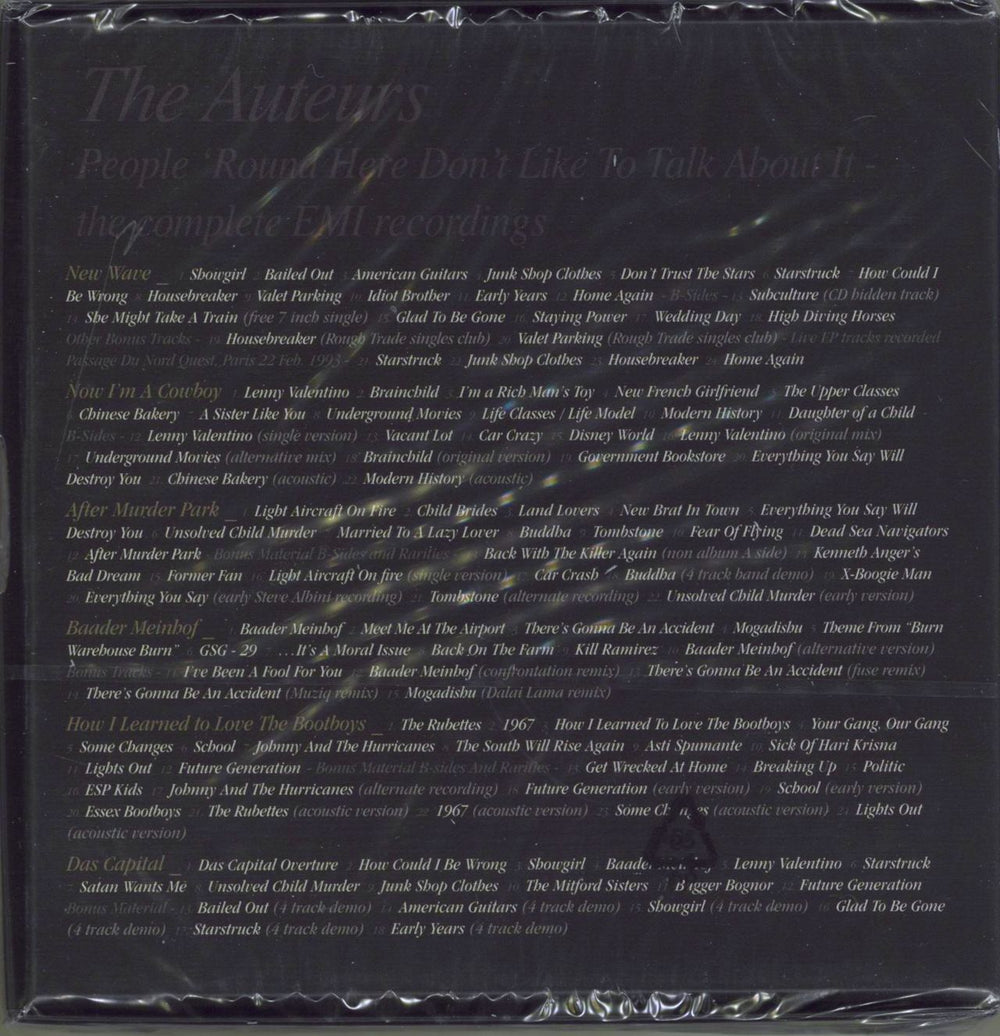 The Auteurs
People 'Round Here Don't Like To Talk About It -
the complete EMI recordings
New Wave _ 1 Showgirl 2 Bailed Out 3 American Guitars 4 Junk Shop Clothes 5 Don't Trust The Stars 6 Starstruck 7 How Could I
Be Wrong 8 Housebreaker 9 Valet Parking 10 Idiot Brother 11 Early Years 12 Home Again - B-Sides - 13 Subculture (CD hidden track)
14 She Might Take A Train (free 7 inch single) 15 Glad To Be Gone 16 Staying Power 17 Wedding Day 18 High Diving Horses
Other Bonus Tracks - 19 Housebreaker (Rough Trade singles club) 20 Valet Parking (Rough Trade singles club) - Live EP tracks recorded
Passage Du Nord Quest, Paris 22 Feb. 1993 - 21 Starstruck 22 Junk Shop Clothes 23 Housebreaker 24 Home Again
Now I'm A Cowboy 1 Lenny Valentino 2 Brainchild 3 I'm a Rich Man's Toy 4 New French Girlfriend 5 The Upper Classes
6 Chinese Bakery 7 A Sister Like You 8 Underground Movies 9 Life Classes / Life Model 10 Modern History 11 Daughter of a Child -
B-Sides - 12 Lenny Valentino (single version) 13 Vacant Lot 14 Car Crazy 15 Disney World 16 Lenny Valentino (original mix)
17 Underground Movies (alternative mix) 18 Brainchild (original version) 19 Government Bookstore 20 Everything You Say Will
Destroy You 21 Chinese Bakery (acoustic) 22 Modern History (acoustic)
After Murder Park _ 1 Light Aircraft On Fire 2 Child Brides 3 Land Lovers 4 New Brat In Town 5 Everything You Say Will
Destroy You 6 Unsolved Child Murder 7 Married To A Lazy Lover 8 Buddha 9 Tombstone 10 Fear Of Flying 11 Dead Sea Navigators
12 After Murder Park - Bonus Material B-Sides and Rarities - 13 Back With The Killer Again (non album A side) 14 Kenneth Anger's
Bad Dream 15 Former Fan 16 Light Aircraft On fire (single version) 17 Car Crash 18 Buddha (4 track band demo) 19 X-Boogie Man
20 Everything You Say (early Steve Albini recording) 21 Tombstone (alternate recording) 22 Unsolved Child Murder (early version)
Baader Meinhof _ 1 Baader Meinhof 2 Meet Me At The Airport 3 There's Gonna Be An Accident 4 Mogadishu 5 Theme From "Burn
Warehouse Burn" 6 GSG - 29 7 ...It's A Moral Issue 8 Back On The Farm 9 Kill Ramirez 10 Baader Meinhof (alternative version)
Bonus Tracks - 11 I've Been A Fool For You 12 Baader Meinhof (confrontation remix) 13 There's Gonna Be An Accident (fuse remix)
14 There's Gonna Be An Accident (Muziq remix) 15 Mogadishu (Dalai Lama remix)
How I Learned to Love The Bootboys _ 1 The Rubettes 2 1967 3 How I Learned To Love The Bootboys 4 Your Gang, Our Gang
5 Some Changes 6 School 7 Johnny And The Hurricanes 8 The South Will Rise Again 9 Asti Spumante 10 Sick Of Hari Krisna
11 Lights Out 12 Future Generation - Bonus Material B-sides And Rarities - 13 Get Wrecked At Home 14 Breaking Up 15 Politic
16 ESP Kids 17 Johnny And The Hurricanes (alternate recording) 18 Future Generation (early version) 19 School (early version)
20 Essex Bootboys 21 The Rubettes (acoustic version) 22 1967 (acoustic version) 23 Some Changes (acoustic version) 24 Lights Out
(acoustic version)
Das Capital _ 1 Das Capital Overture 2 How Could I Be Wrong 3 Showgirl 4 Baader 5 Lenny Valentino 6 Starstruck
7 Satan Wants Me 8 Unsolved Child Murder 9 Junk Shop Clothes 10 The Mitford Sisters 11 Bugger Bognor 12 Future Generation
Bonus Material - 13 Bailed Out (4 track demo) 14 American Guitars (4 track demo) 15 Showgirl (4 track demo) 16 Glad To Be Gone
(4 track demo) 17 Starstruck (4 track demo) 18 Early Years (4 track demo)